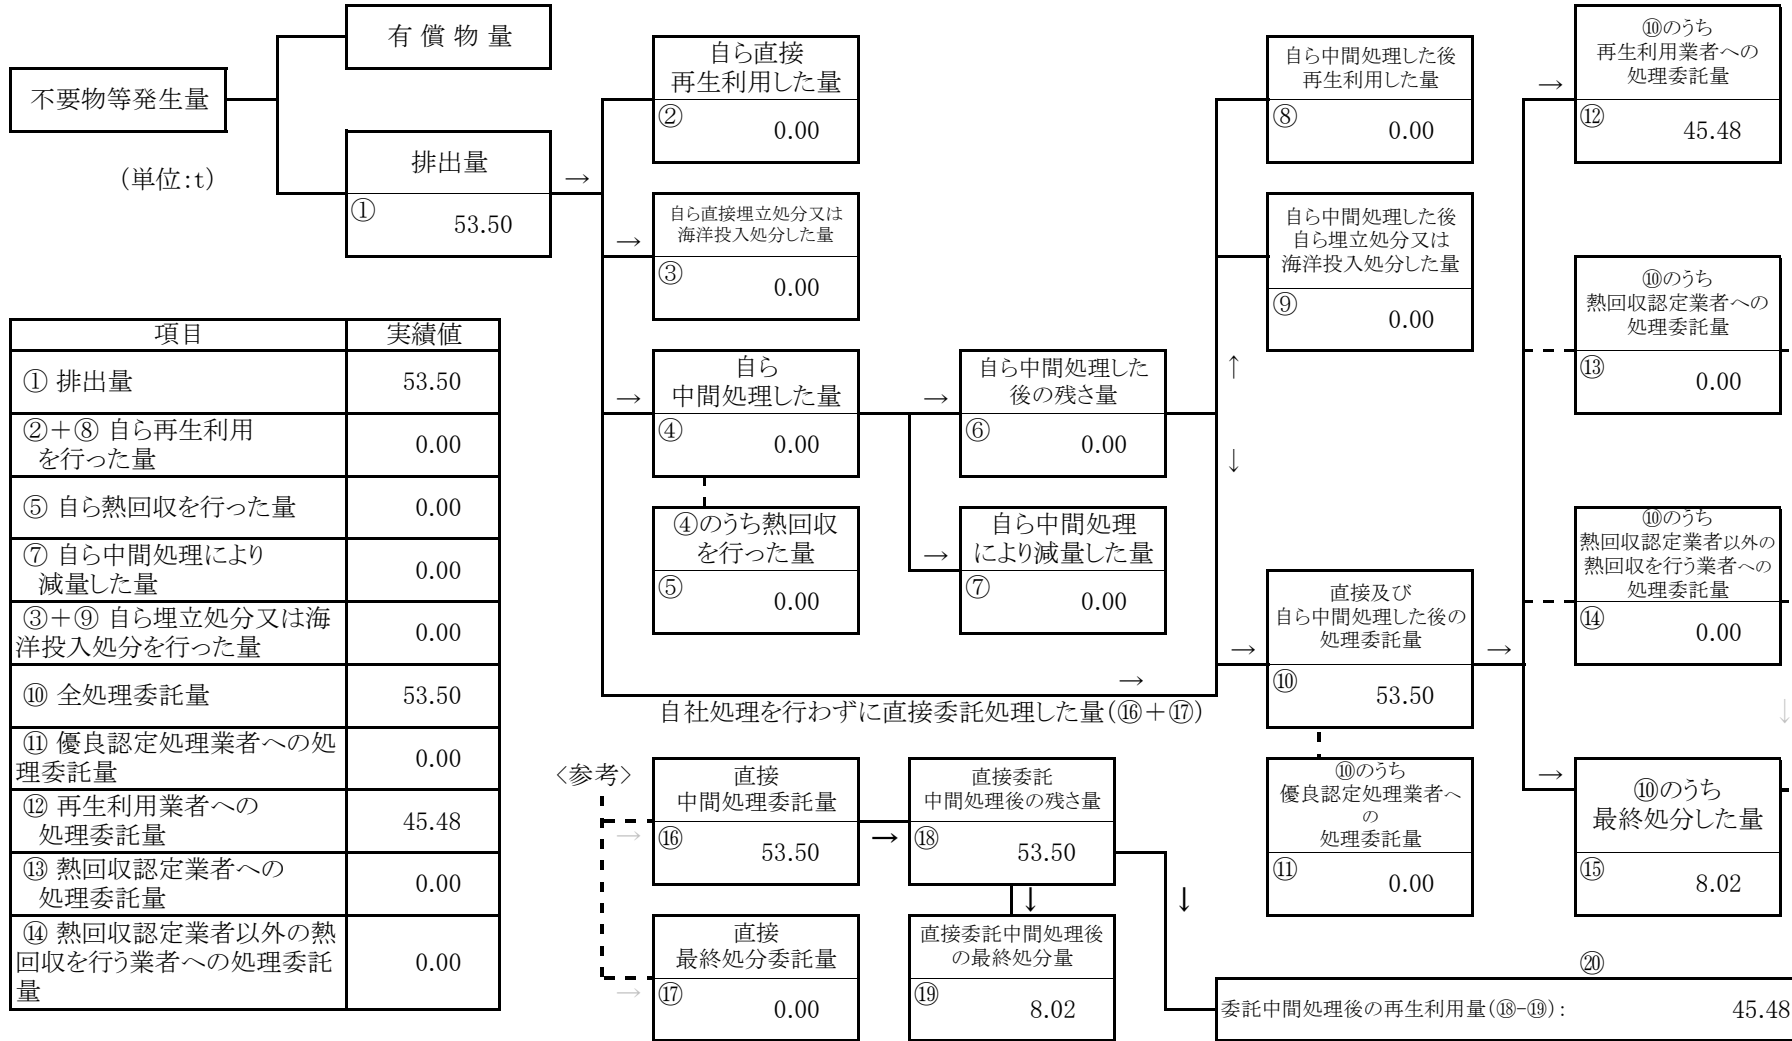 有 償 物 量
不要物等発生量
(単位:t)
排出量
①
53.50
→
自ら直接
再生利用した量
②
0.00
→
自ら直接埋立処分又は
海洋投入処分した量
③
0.00
→
自ら
中間処理した量
④
0.00
④のうち熱回収
を行った量
⑤
0.00
→
自ら中間処理した
後の残さ量
⑥
0.00
→
自ら中間処理
により減量した量
⑦
0.00
自ら中間処理した後
再生利用した量
⑧
0.00
自ら中間処理した後
自ら埋立処分又は
海洋投入処分した量
⑨
0.00
↑
↓
→
自社処理を行わずに直接委託処理した量(⑯+⑰)
→
直接及び
自ら中間処理した後の
処理委託量
⑩
53.50
→
⑩のうち
優良認定処理業者へ
の
処理委託量
⑪
0.00
→
⑩のうち
再生利用業者への
処理委託量
⑫
45.48
⑩のうち
熱回収認定業者への
処理委託量
⑬
0.00
⑩のうち
熱回収認定業者以外の
熱回収を行う業者への
処理委託量
⑭
0.00
↓
→
⑩のうち
最終処分した量
⑮
8.02
項目 実績値
① 排出量 53.50
②+⑧ 自ら再生利用
を行った量
0.00
⑤ 自ら熱回収を行った量 0.00
⑦ 自ら中間処理により
減量した量
0.00
③+⑨ 自ら埋立処分又は海
洋投入処分を行った量
0.00
⑩ 全処理委託量 53.50
⑪ 優良認定処理業者への処
理委託量
0.00
⑫ 再生利用業者への
処理委託量
45.48
⑬ 熱回収認定業者への
処理委託量
0.00
⑭ 熱回収認定業者以外の熱
回収を行う業者への処理委託
量
0.00
<参考>
→
直接
中間処理委託量
⑯
53.50
→
直接委託
中間処理後の残さ量
⑱
53.50
↓
↓
→
直接
最終処分委託量
⑰
0.00
直接委託中間処理後
の最終処分量
⑲
8.02
⑳
委託中間処理後の再生利用量(⑱-⑲): 45.48